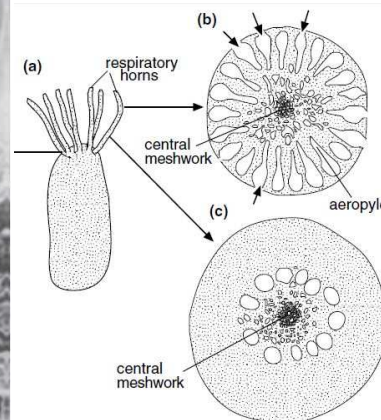 (a)
respiratory
horns
(b)
central
meshwork
aeropyle
(c)
central
meshwork